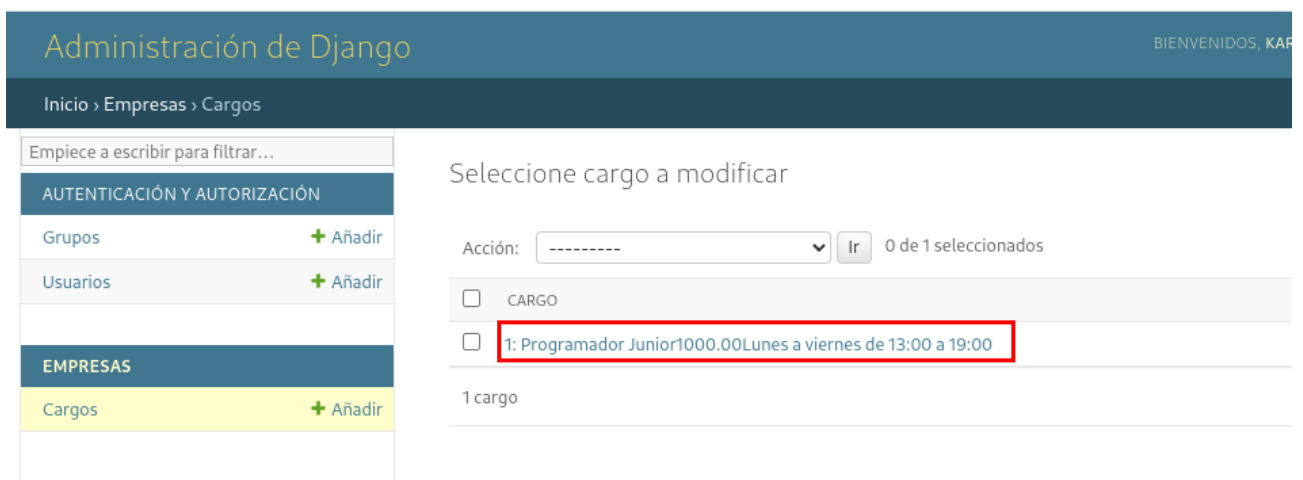 Administración de Django
BIENVENIDOS, KAR
Inicio › Empresas › Cargos
Empiece a escribir para filtrar...
AUTENTICACIÓN Y AUTORIZACIÓN
Grupos
+ Añadir
Usuarios
+ Añadir
EMPRESAS
Cargos
+ Añadir
Seleccione cargo a modificar
Acción:
---------
Ir
0 de 1 seleccionados
CARGO
1: Programador Junior1000.00Lunes a viernes de 13:00 a 19:00
1 cargo